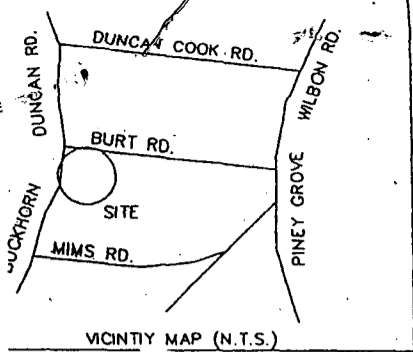 DUNCAN COOK RD.
DUNCAN RD.
WILBON RD.
BURT RD.
SITE
PINEY GROVE
MIMS RD.
VICINTIY MAP (N.T.S.)